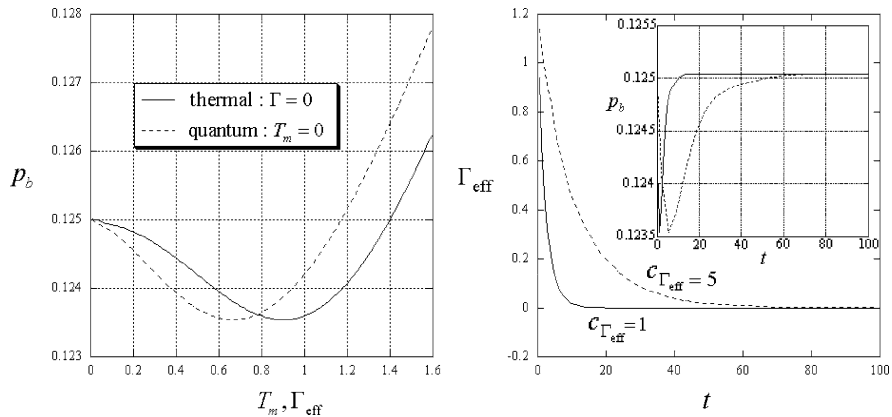 0.128
0.127
0.126
0.125
0.124
0.123
p_b
thermal : Γ = 0
quantum : T_m = 0
0 0.2 0.4 0.6 0.8 1 1.2 1.4 1.6
T_m, Γ_eff
1.2
1
0.8
0.6
0.4
0.2
0
-0.2
Γ_eff
0.1255
0.125
p_b
0.1245
0.124
0.1235
0 20 40 60 80 100
t
c_Γ_eff = 5
c_Γ_eff = 1
0 20 40 60 80 100
t